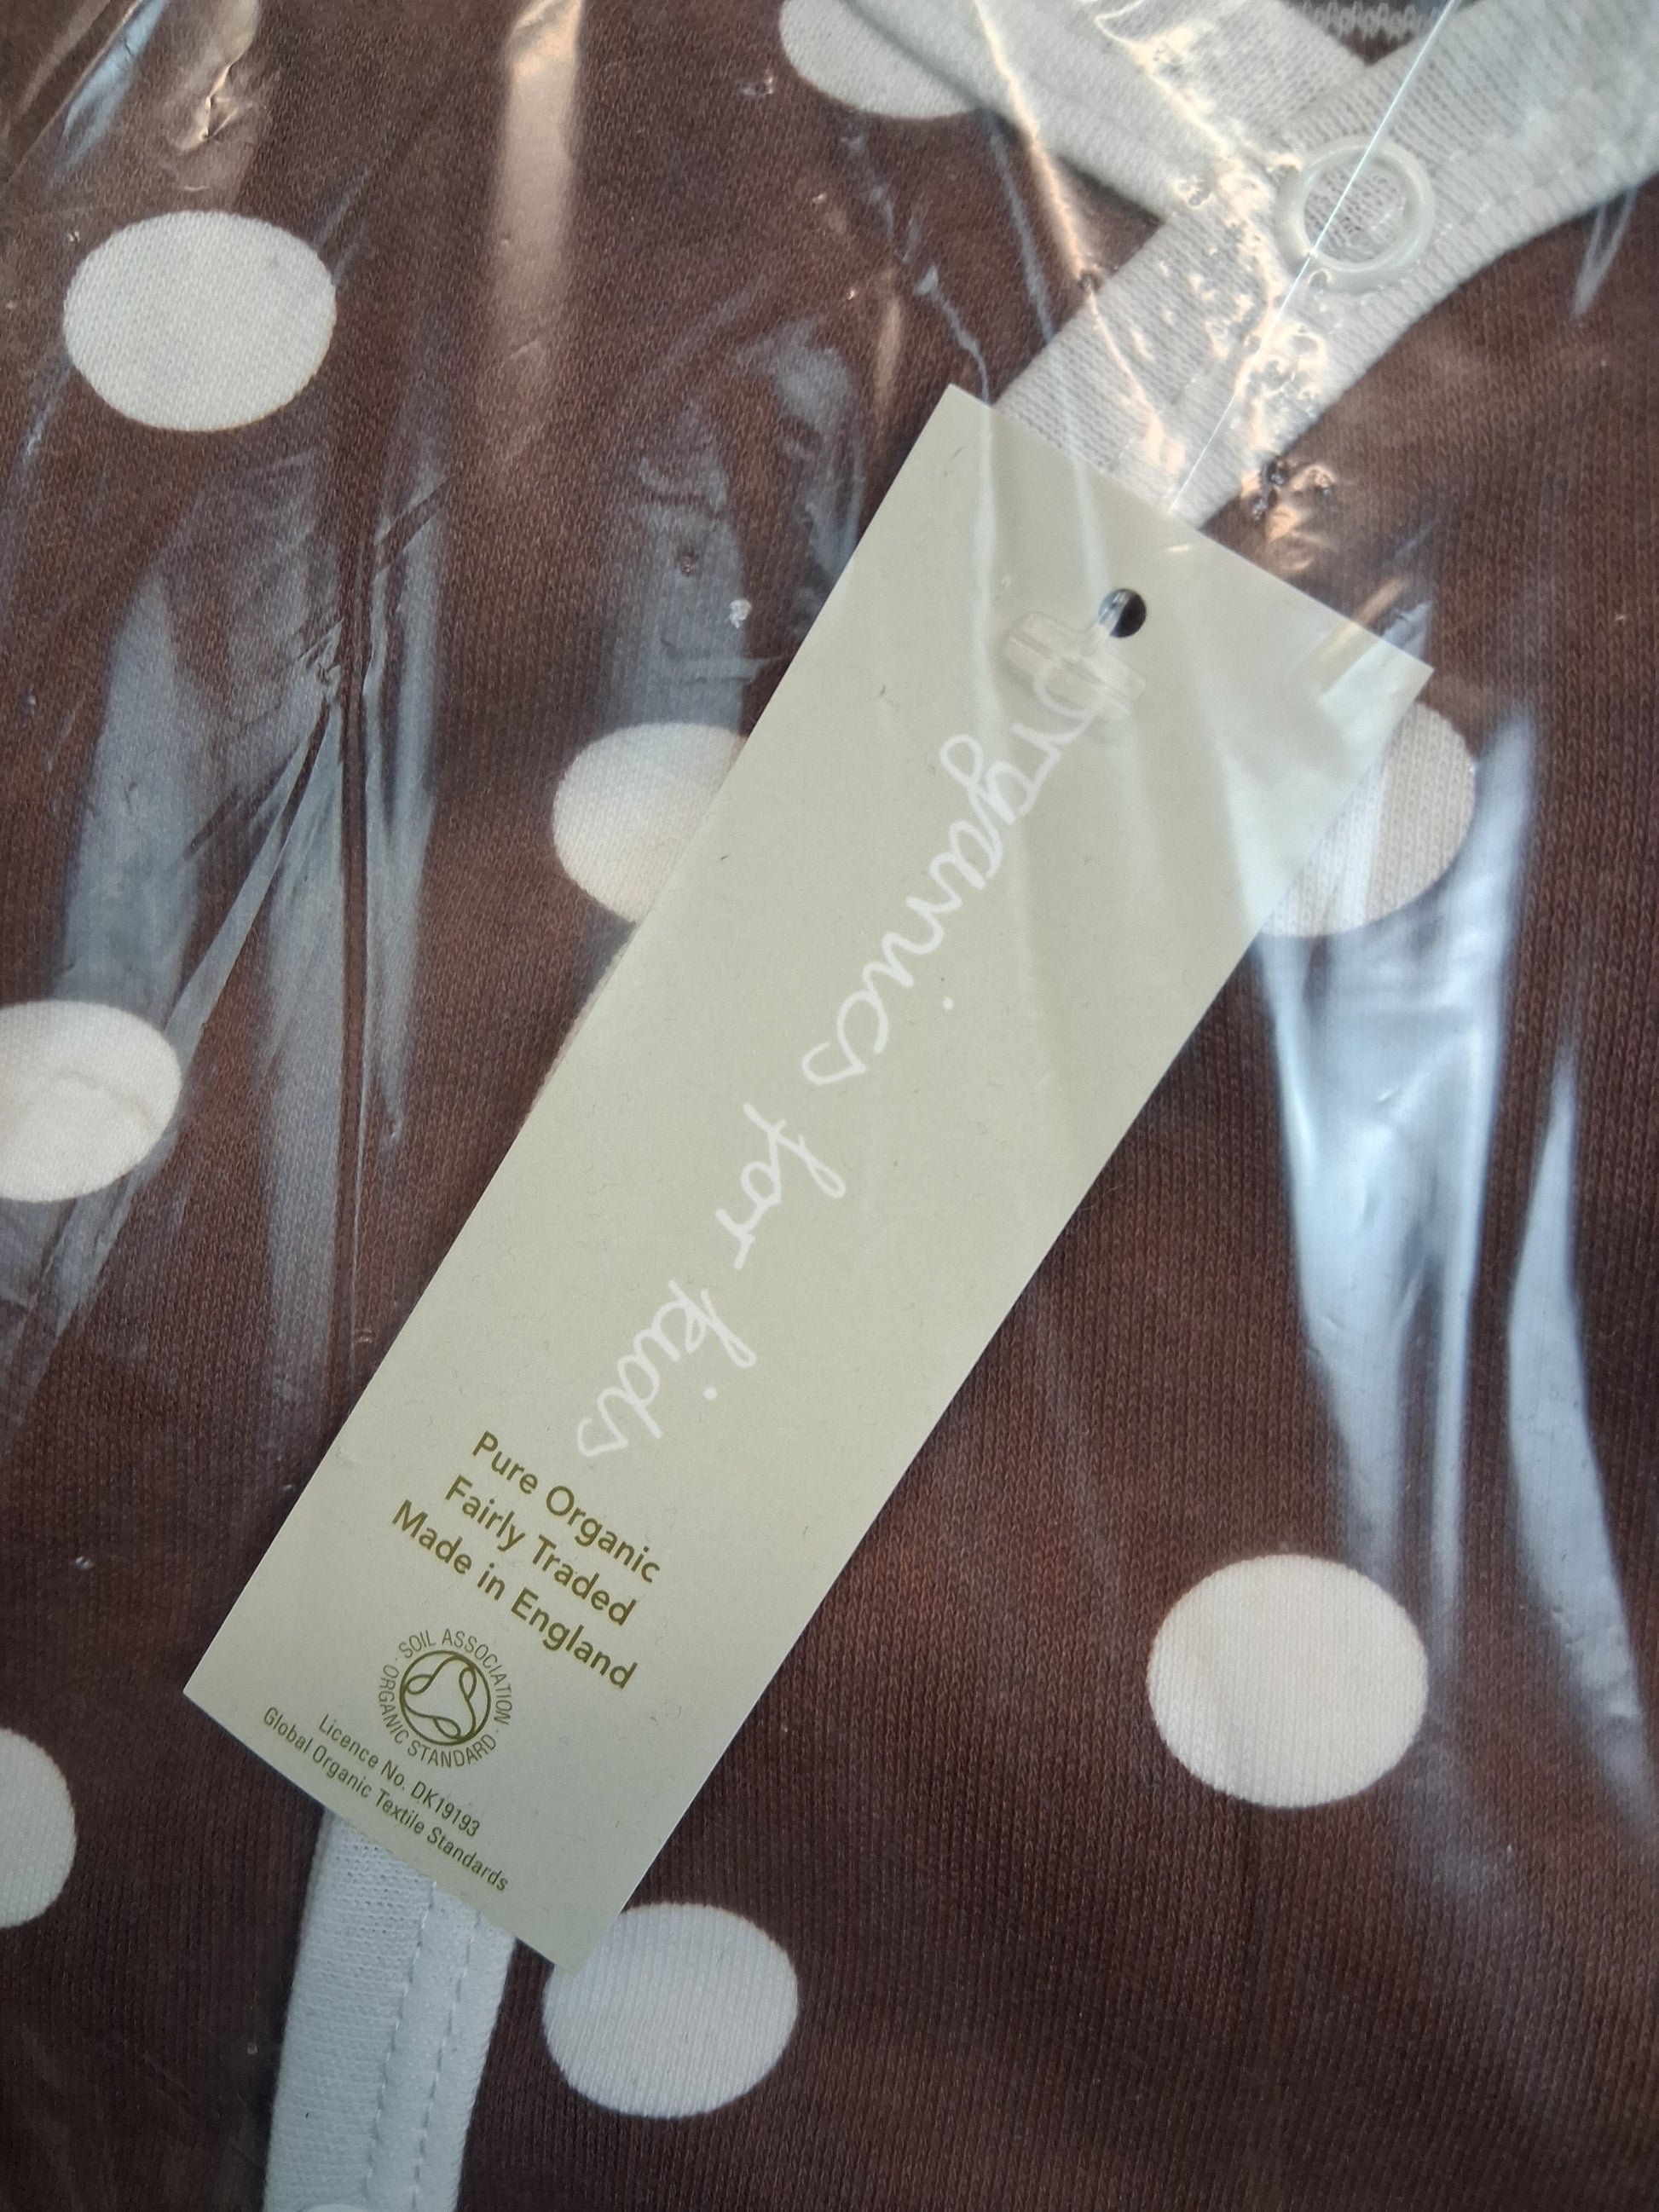 Organics for kids
Pure Organic
Fairly Traded
Made in England
SOIL ASSOCIATION
ORGANIC STANDARD
Licence No. DK19193
Global Organic Textile Standards